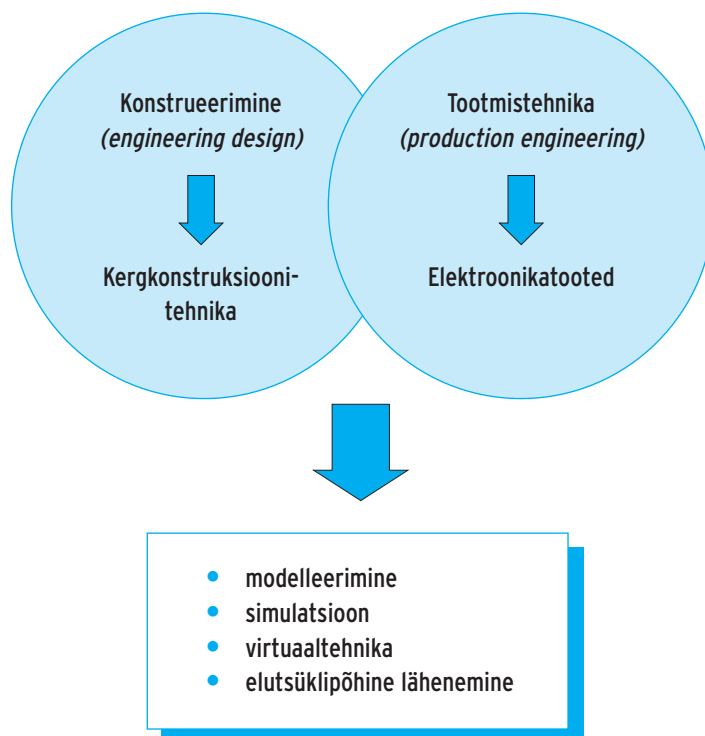 Konstrueerimine
(engineering design)
Kergkonstruksiooni-
tehnika
Tootmistehnika
(production engineering)
Elektroonikatooted
• modelleerimine
• simulatsioon
• virtuaaltehnika
• elutsüklipõhine lähenemine